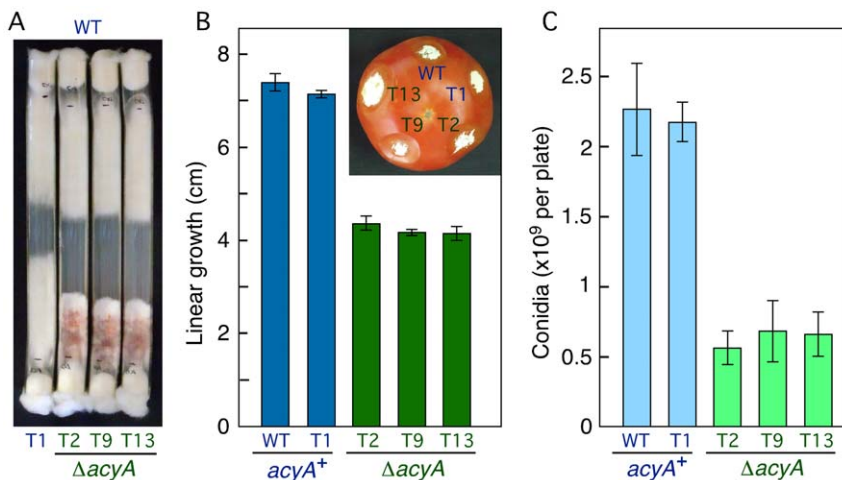 A
WT
T1 T2 T9 T13
ΔacyA
B
Linear growth (cm)
8
6
4
2
0
WT
T13 T1
T9 T2
WT T1 T2 T9 T13
acyA+ ΔacyA
C
Conidia (x10⁹ per plate)
2.5
2
1.5
1
0.5
0
WT T1 T2 T9 T13
acyA+ ΔacyA